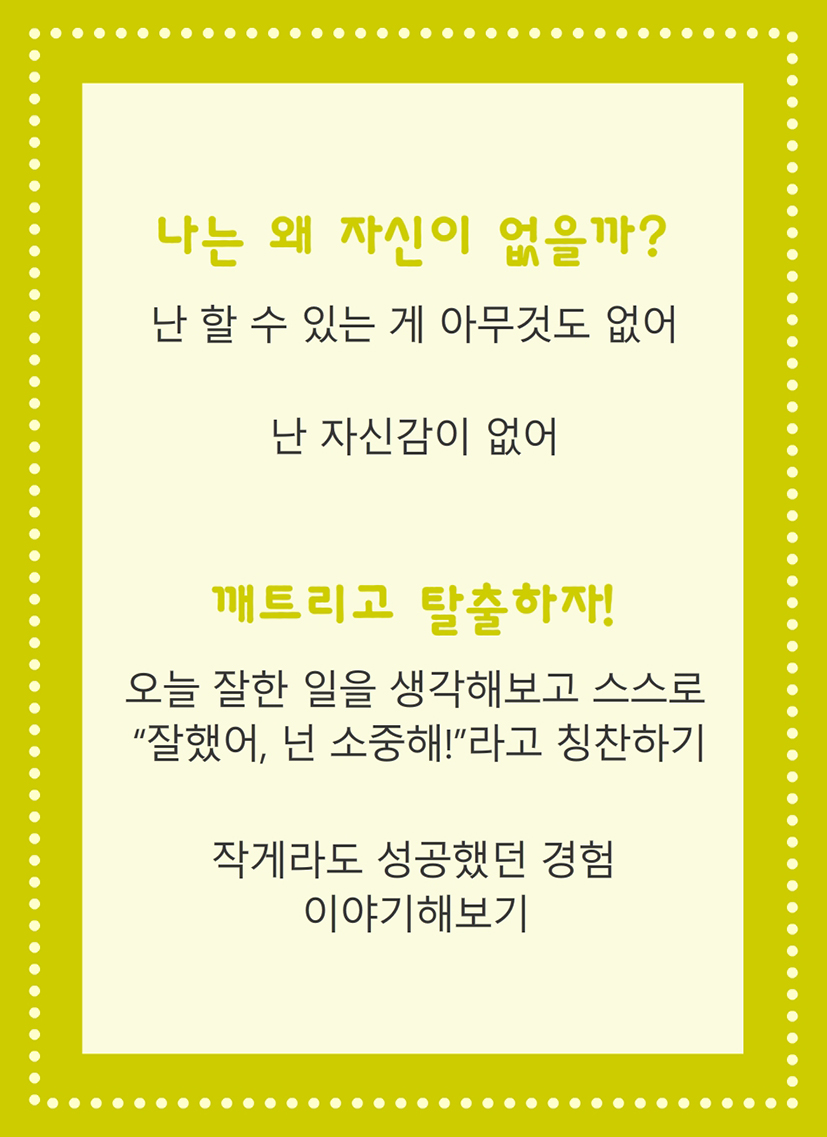 나는 왜 자신이 없을까?
난 할 수 있는 게 아무것도 없어
난 자신감이 없어
깨트리고 탈출하자!
오늘 잘한 일을 생각해보고 스스로
“잘했어, 넌 소중해!”라고 칭찬하기
작게라도 성공했던 경험
이야기해보기